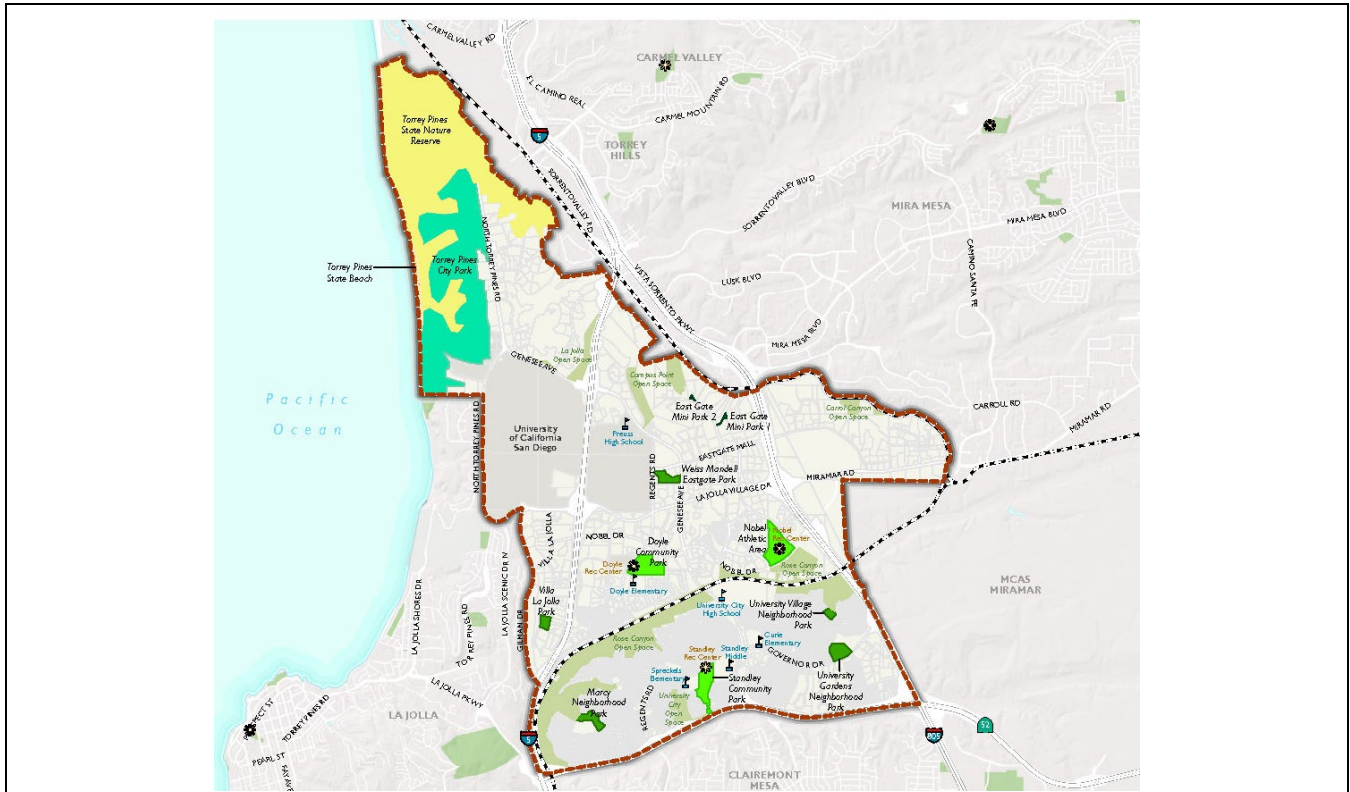 CARMELVALLEY RD
CARMEL VALLEY
EL CAMINO REAL
CARMEL MOUNTAIN RD
Torrey Pines
State Nature
Reserve
5
TORREY
HILLS
SORRENTOVALLEY RD
SORRENTOVALLEY BLVD
MIRA MESA
MIRA MESA BLVD
NORTH TORREY PINES RD
Torrey Pines
City Park
Torrey Pines
State Beach
VISTA SORRENTO PKWY
LUSK BLVD
CAMINO SANTA FE
MIRA MESA BLVD
La Jolla
Open Space
GENESEE AVE
Campus Point
Open Space
Pacific
Ocean
East Gate
Mini Park 2
East Gate
Mini Park 1
Carrol Canyon
Open Space
CARROLL RD
MIRAMAR RD
NORTH TORREY PINES RD
University
of California
San Diego
Preuss
High School
EASTGATE MALL
REGENTS RD
Weiss Mandell
Eastgate Park
MIRAMAR RD
LA JOLLA VILLAGE DR
GENESEE AVE
VILLA LA JOLLA
NOBEL DR
Doyle
Community
Park
Nobel
Athletic
Area
Nobel
Rec Center
Doyle
Rec Center
NOBEL DR
Rose Canyon
Open Space
Doyle Elementary
MCAS
MIRAMAR
LA JOLLA SHORES DR
TORREY PINES RD
LA JOLLA SCENIC DR N
GILMAN DR
Villa
La Jolla
Park
University City
High School
University Village
Neighborhood
Park
Rose Canyon
Open Space
Curie
Elementary
Standley
Rec Center
Standley
Middle
GOVERNOR DR
Spreckels
Elementary
Standley
Community
Park
University
Gardens
Neighborhood
Park
LA JOLLA PKWY
Marcy
Neighborhood
Park
REGENTS RD
University
City
Open
Space
LA JOLLA
PROSPECT ST
TORREY PINES RD
PEARL ST
FAY AVE
5
805
52
CLAIREMONT
MESA